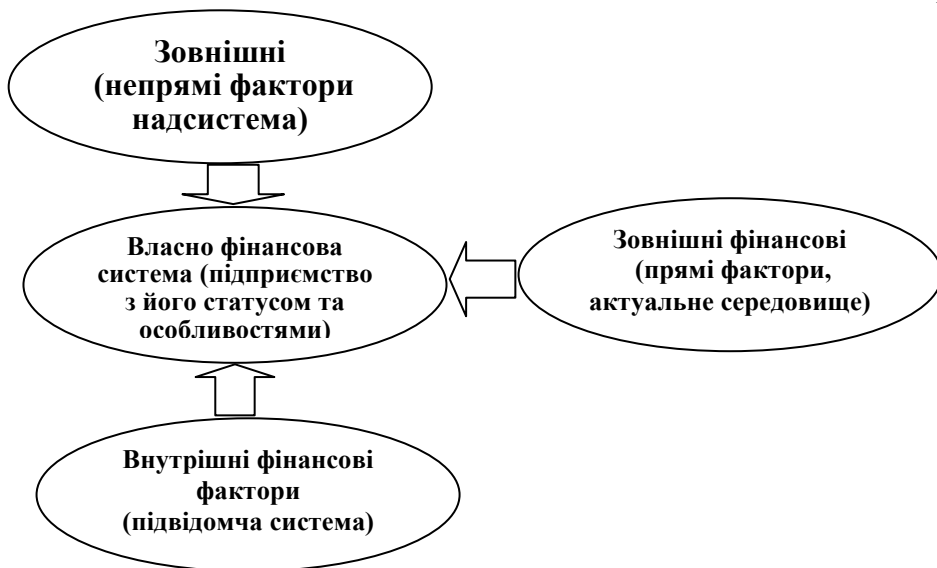 Зовнішні
(непрямі фактори
надсистема)
Власно фінансова
система (підприємство
з його статусом та
особливостями)
Зовнішні фінансові
(прямі фактори,
актуальне середовище)
Внутрішні фінансові
фактори
(підвідомча система)